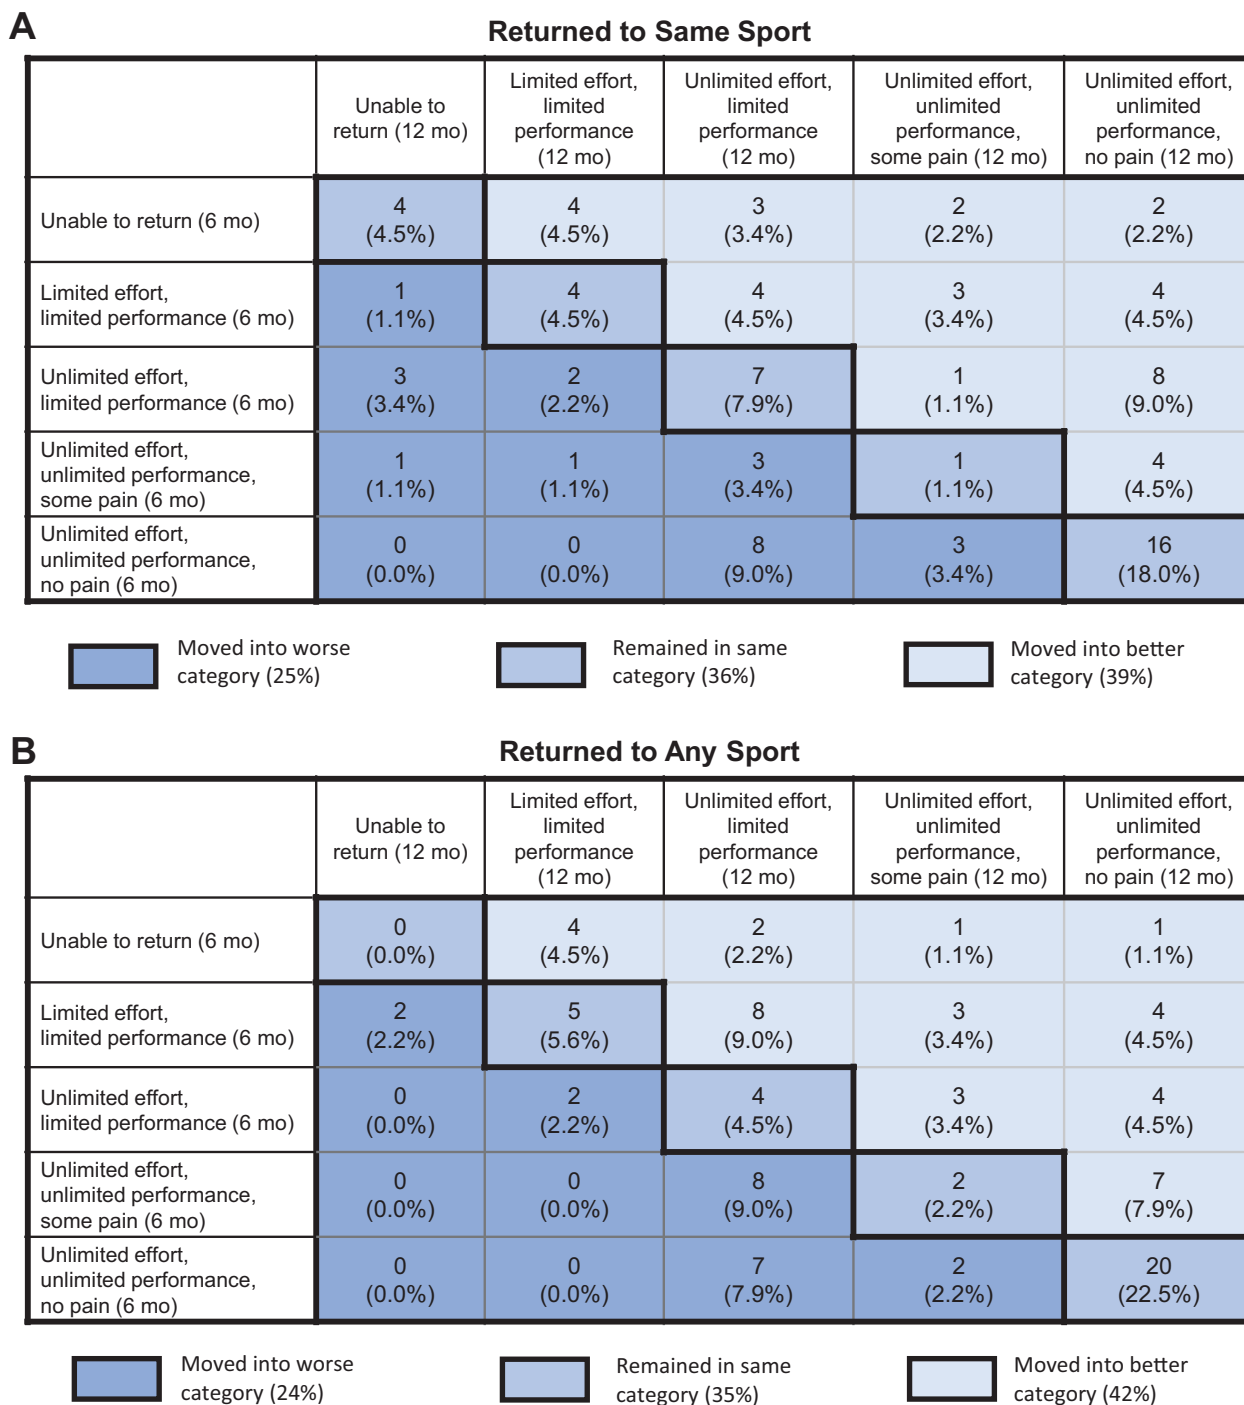 A
Returned to Same Sport
Unable to
return (12 mo)
Limited effort,
limited
performance
(12 mo)
Unlimited effort,
limited
performance
(12 mo)
Unlimited effort,
unlimited
performance,
some pain (12 mo)
Unlimited effort,
unlimited
performance,
no pain (12 mo)
Unable to return (6 mo)
4 4 3 2 2
(4.5%) (4.5%) (3.4%) (2.2%) (2.2%)
Limited effort,
limited performance (6 mo)
1 4 4 3 4
(1.1%) (4.5%) (4.5%) (3.4%) (4.5%)
Unlimited effort,
limited performance (6 mo)
3 2 7 1 8
(3.4%) (2.2%) (7.9%) (1.1%) (9.0%)
Unlimited effort,
unlimited performance,
some pain (6 mo)
1 1 3 1 4
(1.1%) (1.1%) (3.4%) (1.1%) (4.5%)
Unlimited effort,
unlimited performance,
no pain (6 mo)
0 0 8 3 16
(0.0%) (0.0%) (9.0%) (3.4%) (18.0%)
Moved into worse
category (25%)
Remained in same
category (36%)
Moved into better
category (39%)
B
Returned to Any Sport
Unable to
return (12 mo)
Limited effort,
limited
performance
(12 mo)
Unlimited effort,
limited
performance
(12 mo)
Unlimited effort,
unlimited
performance,
some pain (12 mo)
Unlimited effort,
unlimited
performance,
no pain (12 mo)
Unable to return (6 mo)
0 4 2 1 1
(0.0%) (4.5%) (2.2%) (1.1%) (1.1%)
Limited effort,
limited performance (6 mo)
2 5 8 3 4
(2.2%) (5.6%) (9.0%) (3.4%) (4.5%)
Unlimited effort,
limited performance (6 mo)
0 2 4 3 4
(0.0%) (2.2%) (4.5%) (3.4%) (4.5%)
Unlimited effort,
unlimited performance,
some pain (6 mo)
0 0 8 2 7
(0.0%) (0.0%) (9.0%) (2.2%) (7.9%)
Unlimited effort,
unlimited performance,
no pain (6 mo)
0 0 7 2 20
(0.0%) (0.0%) (7.9%) (2.2%) (22.5%)
Moved into worse
category (24%)
Remained in same
category (35%)
Moved into better
category (42%)